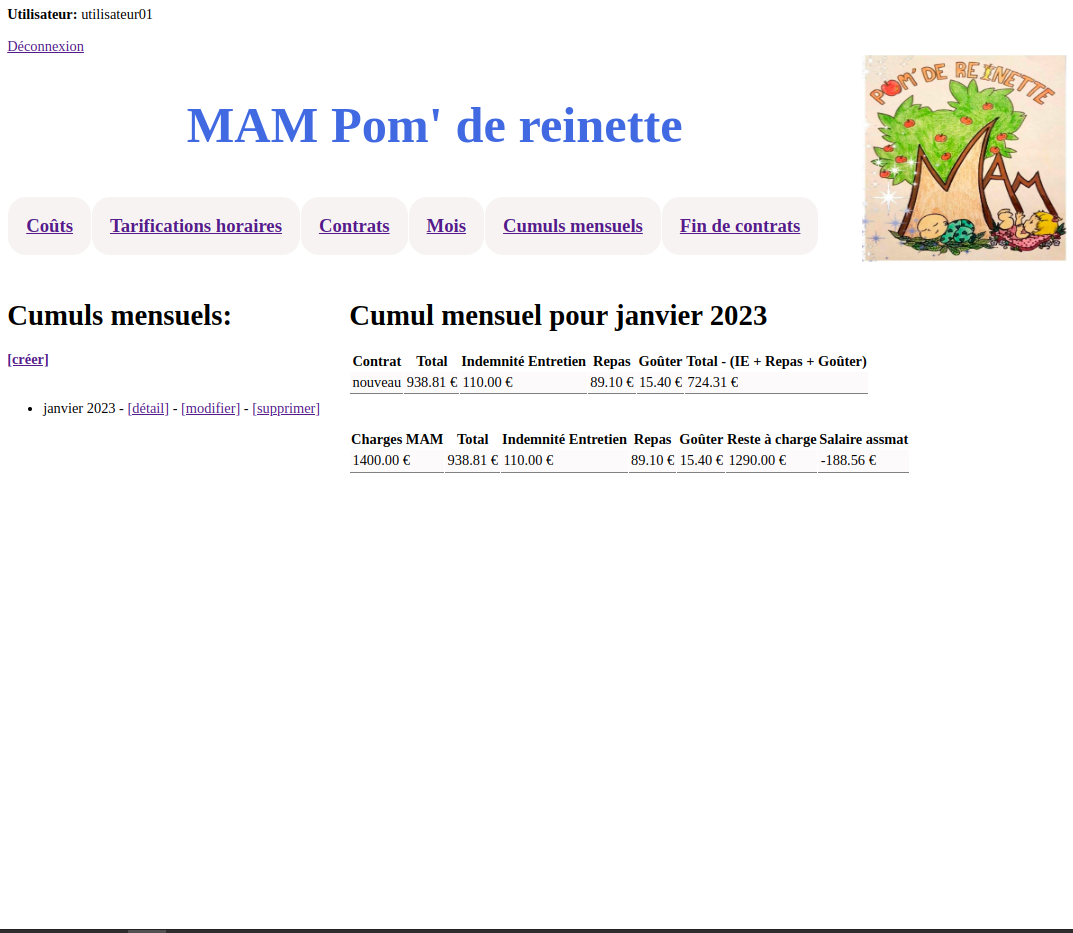 Utilisateur: utilisateur01
Déconnexion
POM' DE REINETTE
MAM
MAM Pom' de reinette
Coûts Tarifications horaires Contrats Mois Cumuls mensuels Fin de contrats
Cumuls mensuels:
[créer]
janvier 2023 - [détail] - [modifier] - [supprimer]
Cumul mensuel pour janvier 2023
Contrat Total Indemnité Entretien Repas Goûter Total - (IE + Repas + Goûter)
nouveau 938.81 € 110.00 € 89.10 € 15.40 € 724.31 €
Charges MAM Total Indemnité Entretien Repas Goûter Reste à charge Salaire assmat
1400.00 € 938.81 € 110.00 € 89.10 € 15.40 € 1290.00 € -188.56 €